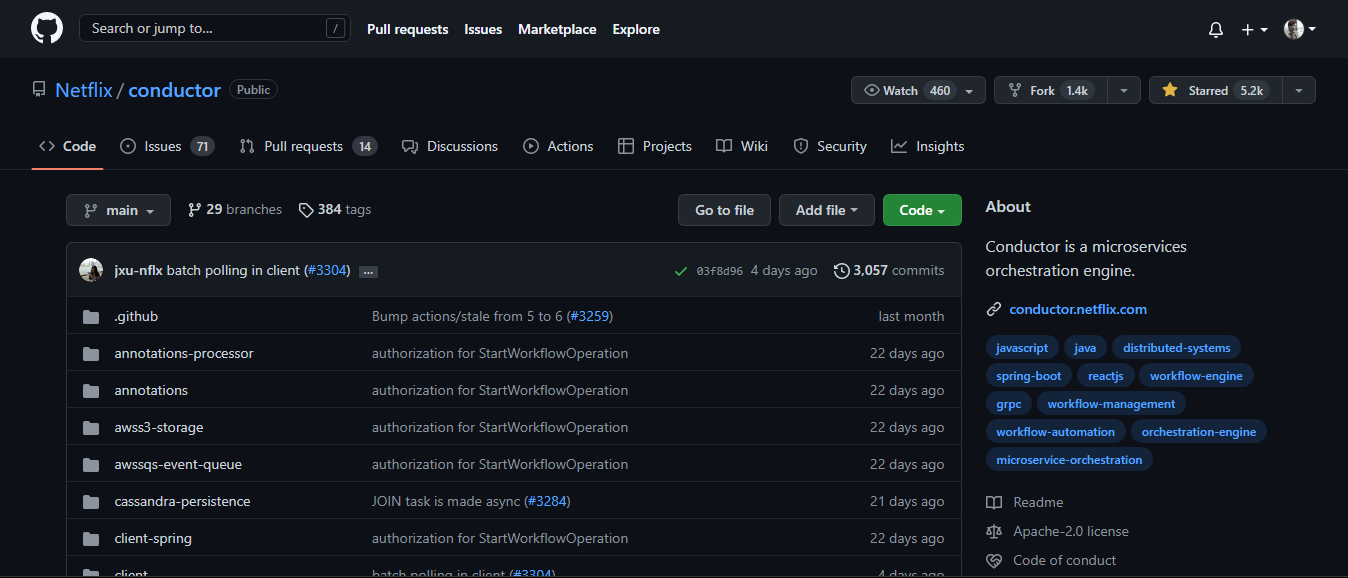 Search or jump to... / Pull requests Issues Marketplace Explore
Netflix / conductor Public Watch 460 Fork 1.4k Starred 5.2k
Code Issues 71 Pull requests 14 Discussions Actions Projects Wiki Security Insights
main 29 branches 384 tags Go to file Add file Code
jxu-nflx batch polling in client (#3304) ... 03f8d96 4 days ago 3,057 commits
.github Bump actions/stale from 5 to 6 (#3259) last month
annotations-processor authorization for StartWorkflowOperation 22 days ago
annotations authorization for StartWorkflowOperation 22 days ago
awss3-storage authorization for StartWorkflowOperation 22 days ago
awssqs-event-queue authorization for StartWorkflowOperation 22 days ago
cassandra-persistence JOIN task is made async (#3284) 21 days ago
client-spring authorization for StartWorkflowOperation 22 days ago
client batch polling in client (#3304) 4 days ago
About
Conductor is a microservices
orchestration engine.
conductor.netflix.com
javascript java distributed-systems
spring-boot reactjs workflow-engine
grpc workflow-management
workflow-automation orchestration-engine
microservice-orchestration
Readme
Apache-2.0 license
Code of conduct